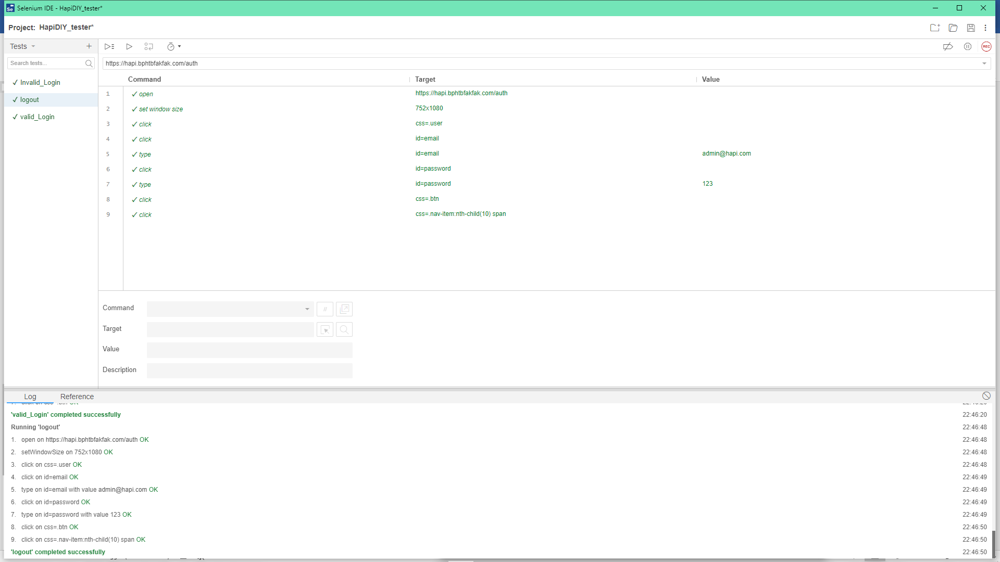 Selenium IDE - HapiDIY_tester*
Project: HapiDIY_tester*
Tests
Search tests...
✓ Invalid_Login
✓ logout
✓ valid_Login
REC
https://hapi.bphtbfakfak.com/auth
Command Target Value
1 ✓ open https://hapi.bphtbfakfak.com/auth
2 ✓ set window size 752x1080
3 ✓ click css=.user
4 ✓ click id=email
5 ✓ type id=email admin@hapi.com
6 ✓ click id=password
7 ✓ type id=password 123
8 ✓ click css=.btn
9 ✓ click css=.nav-item:nth-child(10) span
Command //
Target
Value
Description
Log Reference
'valid_Login' completed successfully 22:46:20
Running 'logout' 22:46:48
1. open on https://hapi.bphtbfakfak.com/auth OK 22:46:48
2. setWindowSize on 752x1080 OK 22:46:48
3. click on css=.user OK 22:46:48
4. click on id=email OK 22:46:49
5. type on id=email with value admin@hapi.com OK 22:46:49
6. click on id=password OK 22:46:49
7. type on id=password with value 123 OK 22:46:49
8. click on css=.btn OK 22:46:50
9. click on css=.nav-item:nth-child(10) span OK 22:46:50
'logout' completed successfully 22:46:50